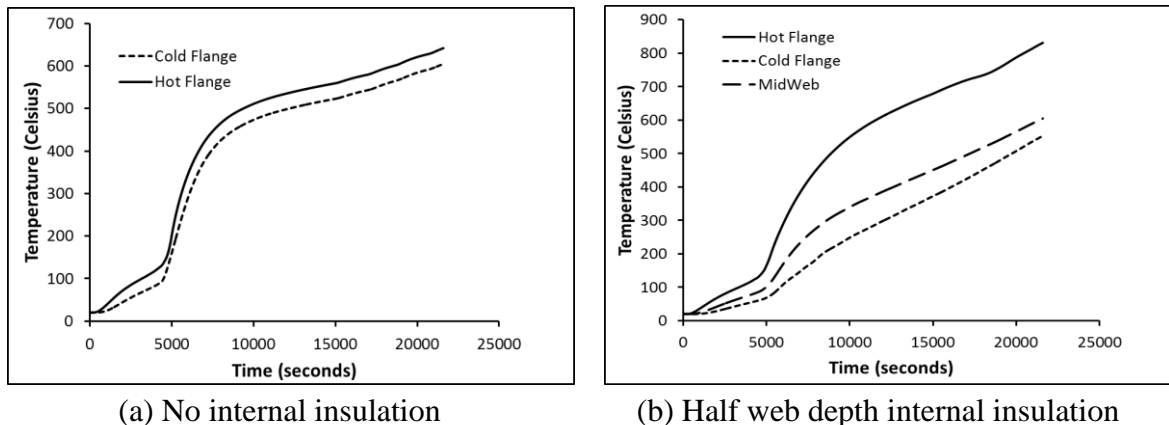 700
600
500
400
300
200
100
0
Temperature (Celsius)
Cold Flange
Hot Flange
0 5000 10000 15000 20000 25000
Time (seconds)
(a) No internal insulation
900
800
700
600
500
400
300
200
100
0
Temperature (Celsius)
Hot Flange
Cold Flange
MidWeb
0 5000 10000 15000 20000 25000
Time (seconds)
(b) Half web depth internal insulation